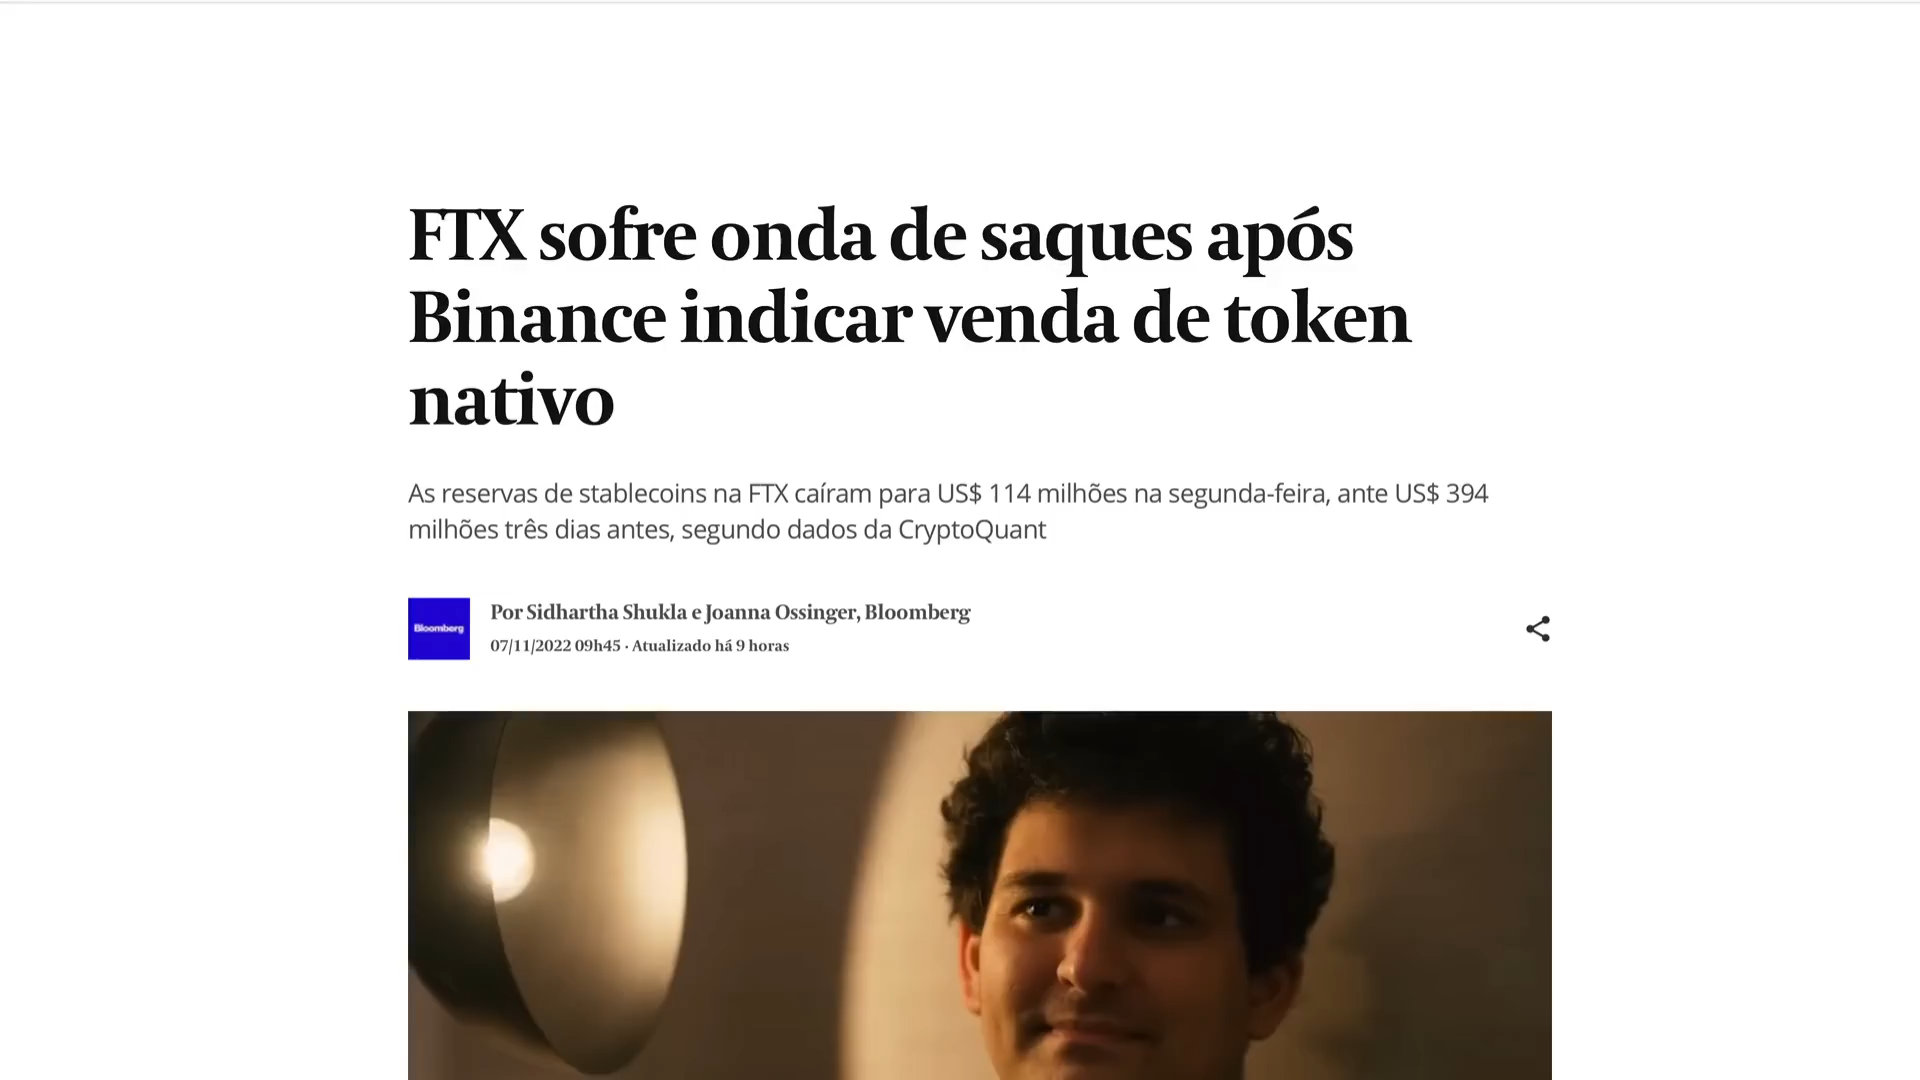 FTX sofre onda de saques após
Binance indicar venda de token
nativo
As reservas de stablecoins na FTX caíram para US$ 114 milhões na segunda-feira, ante US$ 394
milhões três dias antes, segundo dados da CryptoQuant
Bloomberg
Por Sidhartha Shukla e Joanna Ossinger, Bloomberg
07/11/2022 09h45 · Atualizado há 9 horas